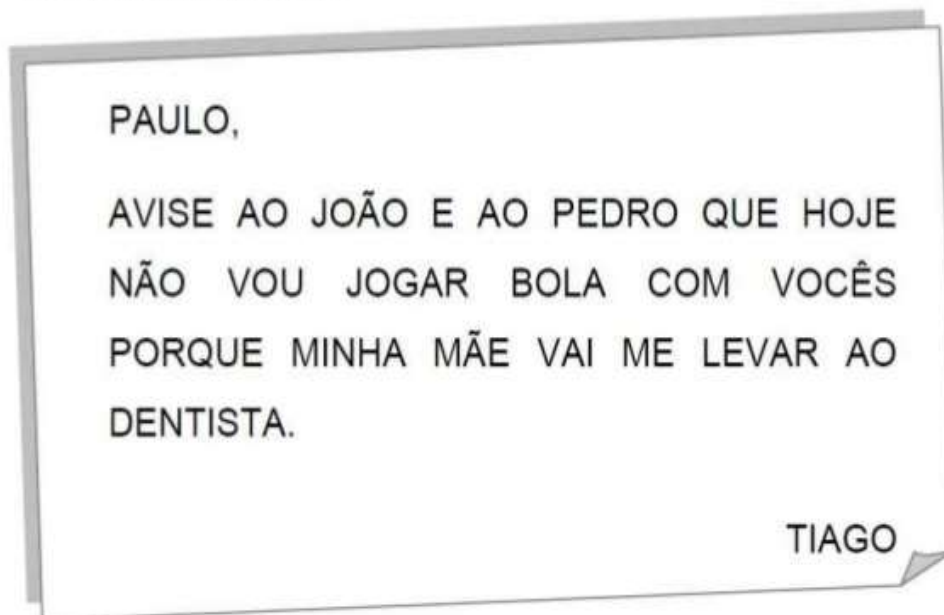 PAULO,
AVISE AO JOÃO E AO PEDRO QUE HOJE
NÃO VOU JOGAR BOLA COM VOCÊS
PORQUE MINHA MÃE VAI ME LEVAR AO
DENTISTA.
TIAGO